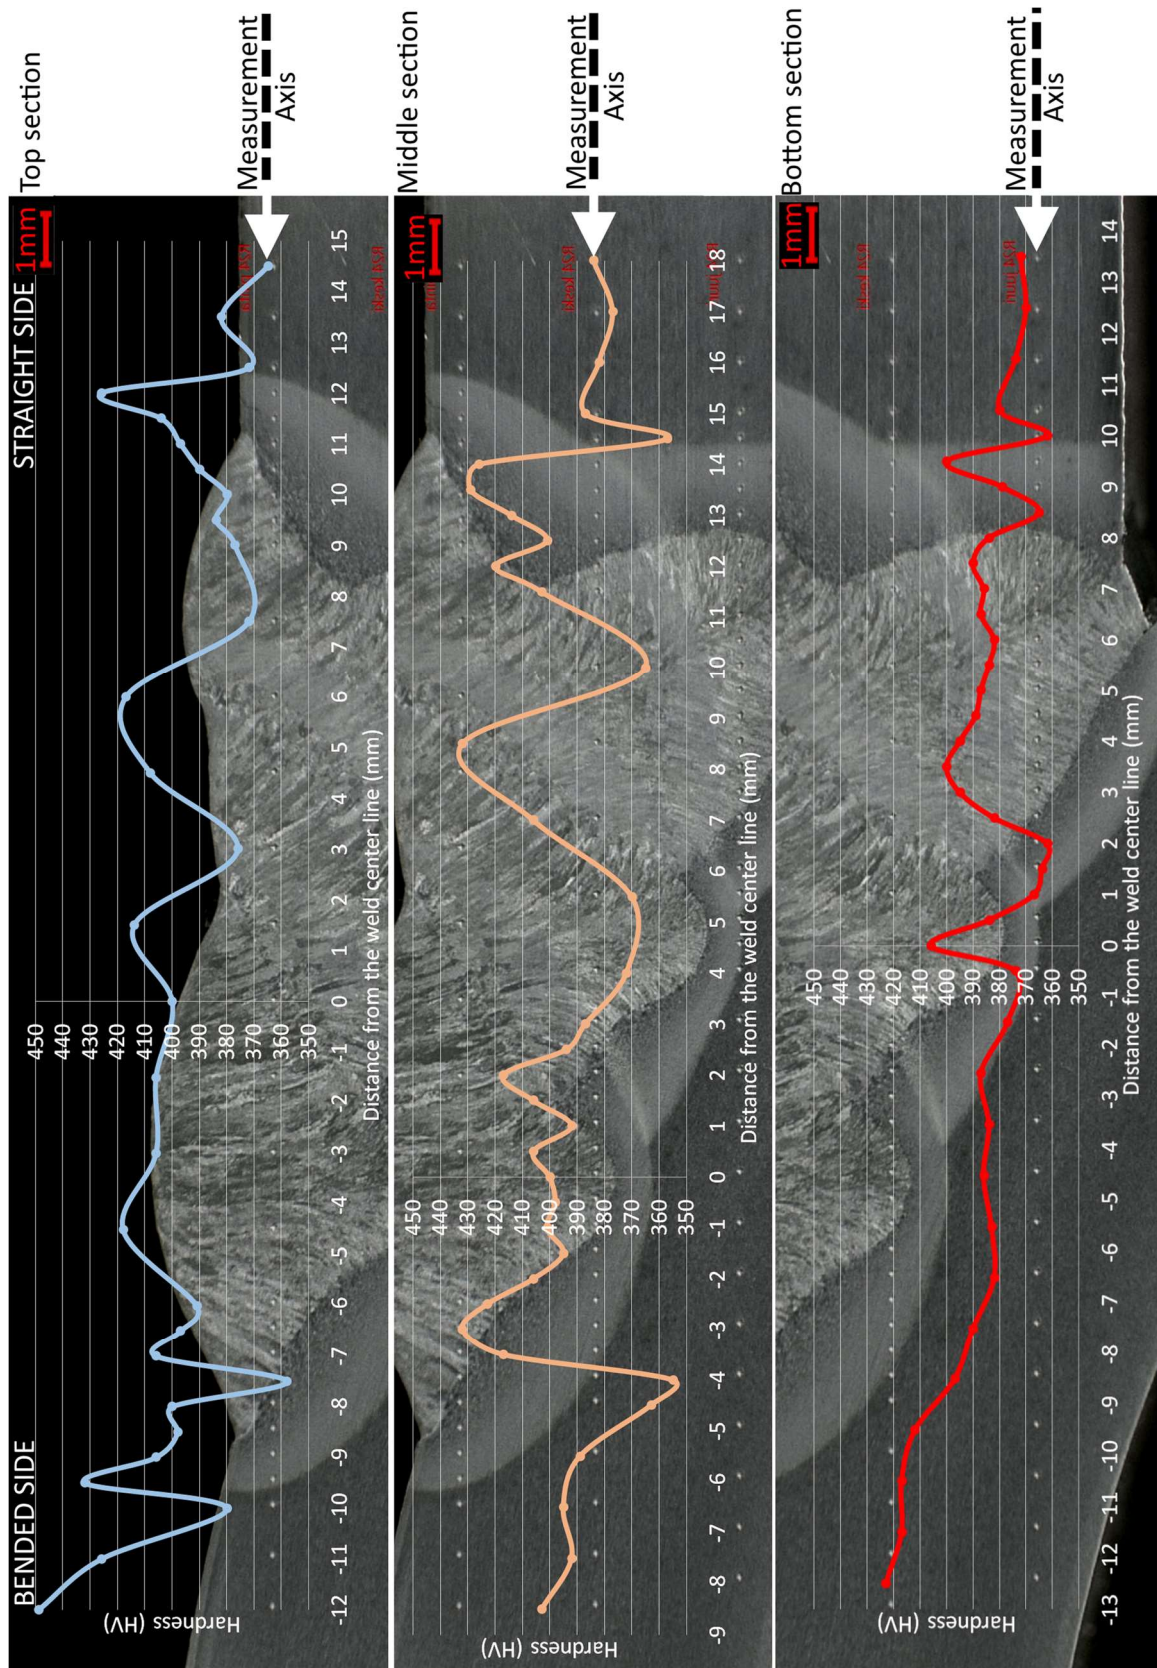 BENDED SIDE STRAIGHT SIDE 1mm Top section
450
440
430
420
410
400
390
380
370
360
350
Hardness (HV)
-12 -11 -10 -9 -8 -7 -6 -5 -4 -3 -2 -1 0 1 2 3 4 5 6 7 8 9 10 11 12 13 14 15
Distance from the weld center line (mm)
Measurement
Axis
1mm Middle section
450
440
430
420
410
400
390
380
370
360
350
Hardness (HV)
-9 -8 -7 -6 -5 -4 -3 -2 -1 0 1 2 3 4 5 6 7 8 9 10 11 12 13 14 15 16 17 18
Distance from the weld center line (mm)
Measurement
Axis
1mm Bottom section
450
440
430
420
410
400
390
380
370
360
350
Hardness (HV)
-13 -12 -11 -10 -9 -8 -7 -6 -5 -4 -3 -2 -1 0 1 2 3 4 5 6 7 8 9 10 11 12 13 14
Distance from the weld center line (mm)
Measurement
Axis